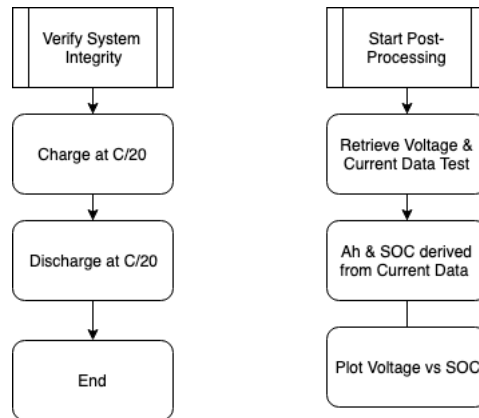 Verify System
Integrity
Charge at C/20
Discharge at C/20
End
Start Post-
Processing
Retrieve Voltage &
Current Data Test
Ah & SOC derived
from Current Data
Plot Voltage vs SOC